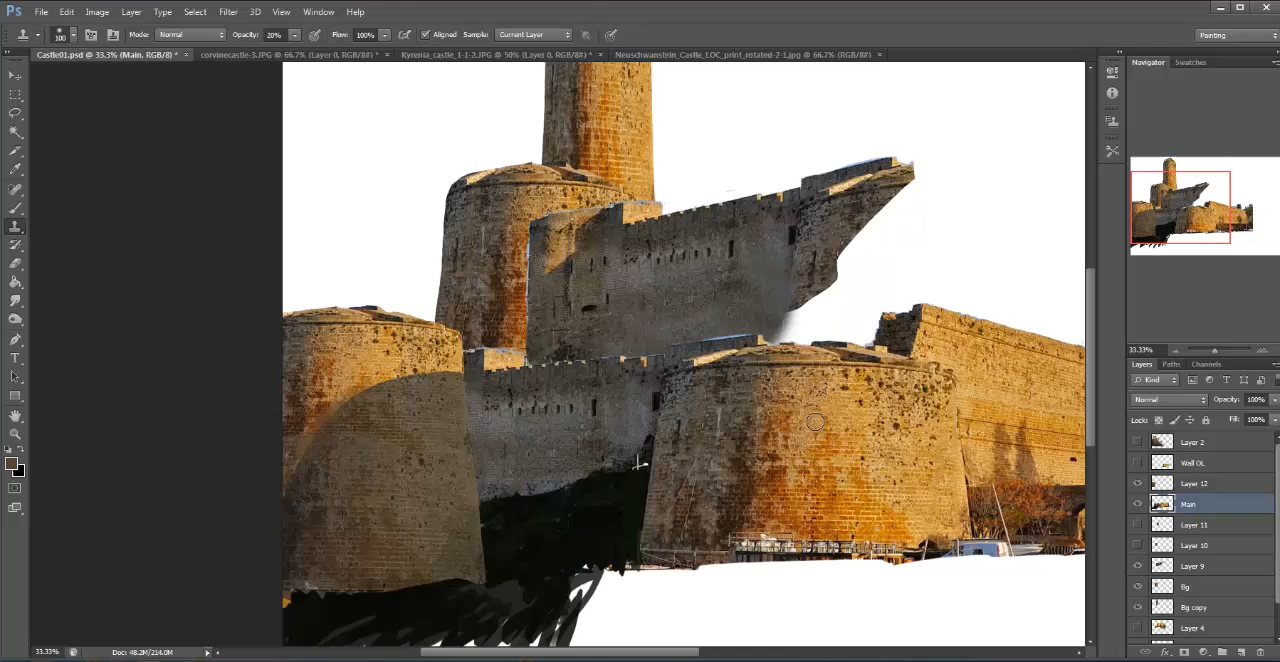 Ps File Edit Image Layer Type Select Filter 3D View Window Help
100 Mode: Normal Opacity: 20% Flow: 100% Aligned Sample: Current Layer Painting
Castle01.psd @ 33.3% (Main, RGB/8) * × corvinecastle-3.JPG @ 66.7% (Layer 0, RGB/8#) * × Kyrenia_castle_1-1-2.JPG @ 50% (Layer 0, RGB/8#) * × Neuschwanstein_Castle_LOC_print_rotated-2-1.jpg @ 66.7% (RGB/8#) ×
Navigator Swatches
33.33%
Layers Paths Channels
Kind
Normal Opacity: 100%
Lock: Fill: 100%
Layer 2
Wall OL
Layer 12
Main
Layer 11
Layer 10
Layer 9
Bg
Bg copy
Layer 4
33.33% Doc: 48.2M/214.0M